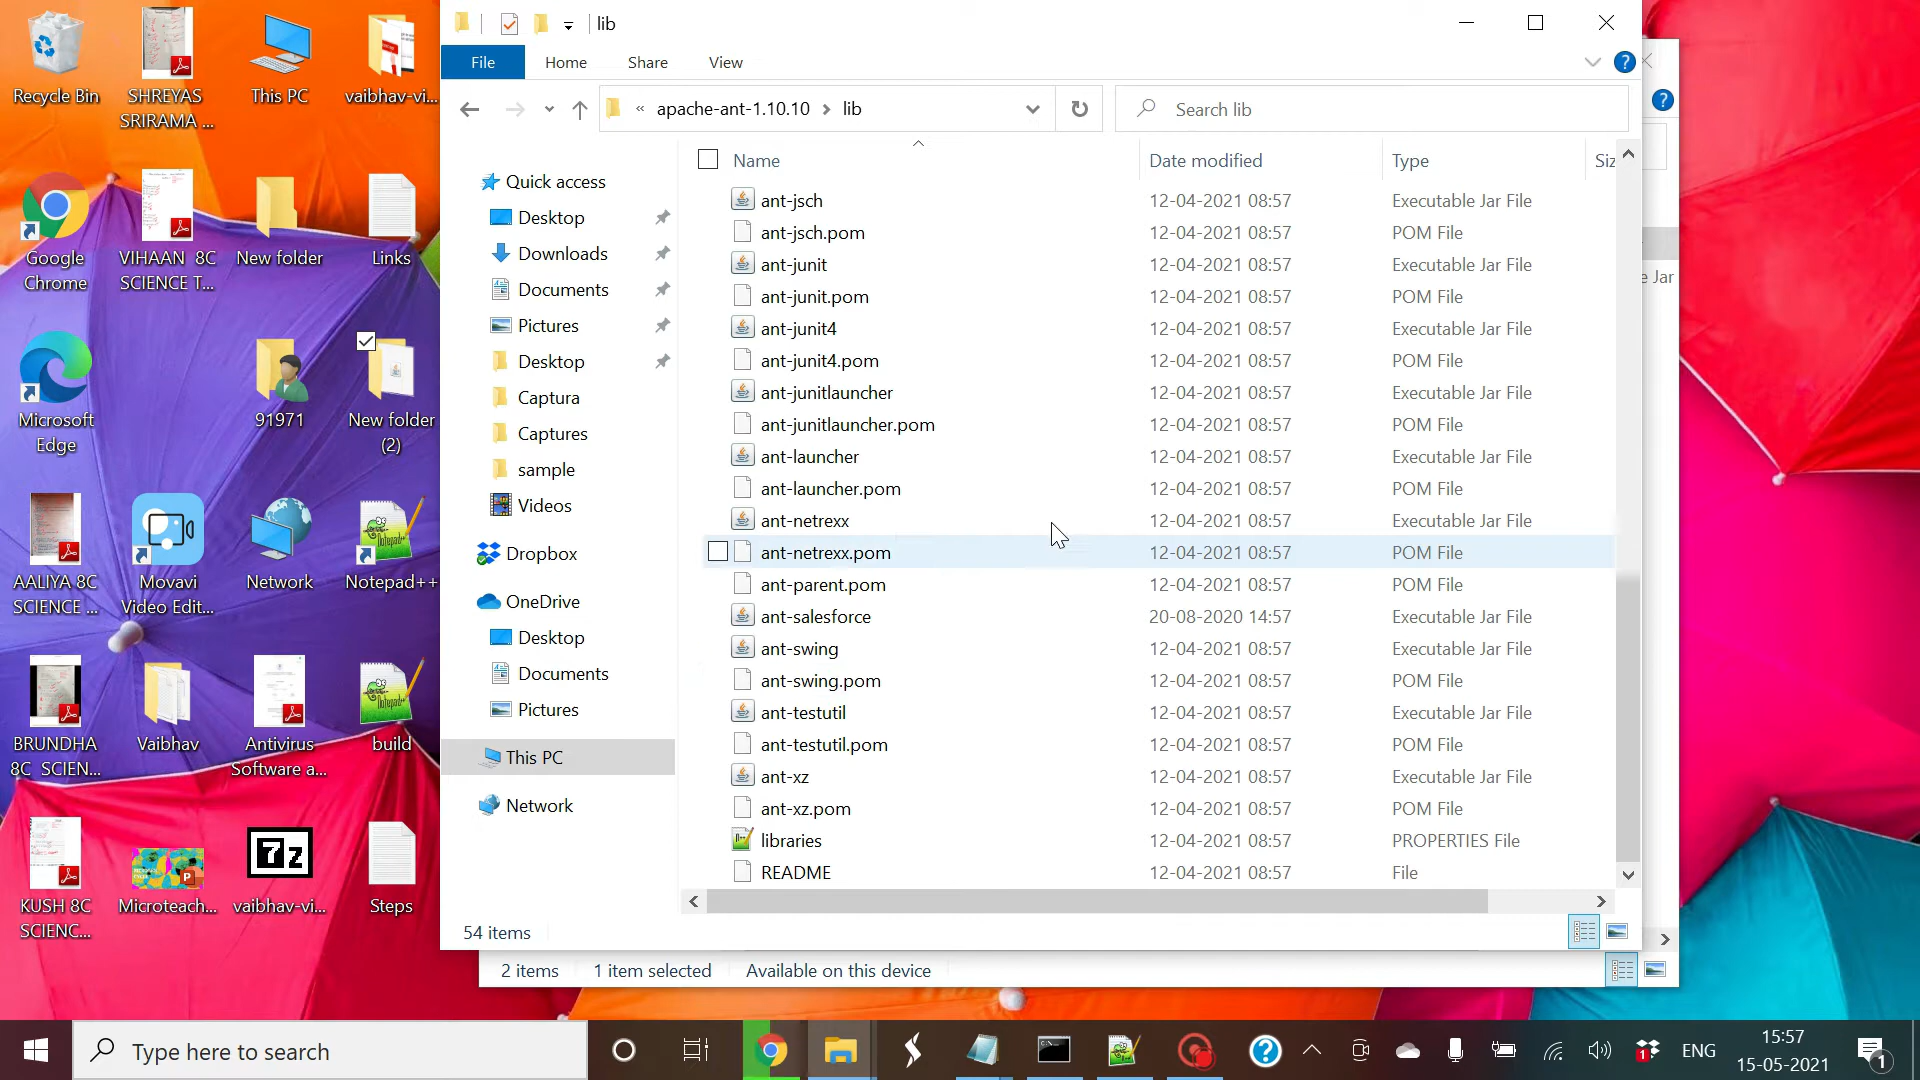 Recycle Bin
SHREYAS
SRIRAMA ...
This PC
vaibhav-vi...
Google
Chrome
VIHAAN  8C
SCIENCE T...
New folder
Links
Microsoft
Edge
91971
New folder
(2)
AALIYA 8C
SCIENCE ...
Movavi
Video Edit...
Network
Notepad++
BRUNDHA
8C  SCIEN...
Vaibhav
Antivirus
Software a...
build
KUSH 8C
SCIENC...
Microteach...
7z
vaibhav-vi...
Steps
lib
File
Home
Share
View
« apache-ant-1.10.10 › lib
Search lib
Name
Date modified
Type
Siz
Quick access
Desktop
Downloads
Documents
Pictures
Desktop
Captura
Captures
sample
Videos
Dropbox
OneDrive
Desktop
Documents
Pictures
This PC
Network
ant-jsch 12-04-2021 08:57 Executable Jar File
ant-jsch.pom 12-04-2021 08:57 POM File
ant-junit 12-04-2021 08:57 Executable Jar File
ant-junit.pom 12-04-2021 08:57 POM File
ant-junit4 12-04-2021 08:57 Executable Jar File
ant-junit4.pom 12-04-2021 08:57 POM File
ant-junitlauncher 12-04-2021 08:57 Executable Jar File
ant-junitlauncher.pom 12-04-2021 08:57 POM File
ant-launcher 12-04-2021 08:57 Executable Jar File
ant-launcher.pom 12-04-2021 08:57 POM File
ant-netrexx 12-04-2021 08:57 Executable Jar File
ant-netrexx.pom 12-04-2021 08:57 POM File
ant-parent.pom 12-04-2021 08:57 POM File
ant-salesforce 20-08-2020 14:57 Executable Jar File
ant-swing 12-04-2021 08:57 Executable Jar File
ant-swing.pom 12-04-2021 08:57 POM File
ant-testutil 12-04-2021 08:57 Executable Jar File
ant-testutil.pom 12-04-2021 08:57 POM File
ant-xz 12-04-2021 08:57 Executable Jar File
ant-xz.pom 12-04-2021 08:57 POM File
libraries 12-04-2021 08:57 PROPERTIES File
README 12-04-2021 08:57 File
54 items
e Jar
2 items
1 item selected
Available on this device
Type here to search
1
ENG
15:57
15-05-2021
1